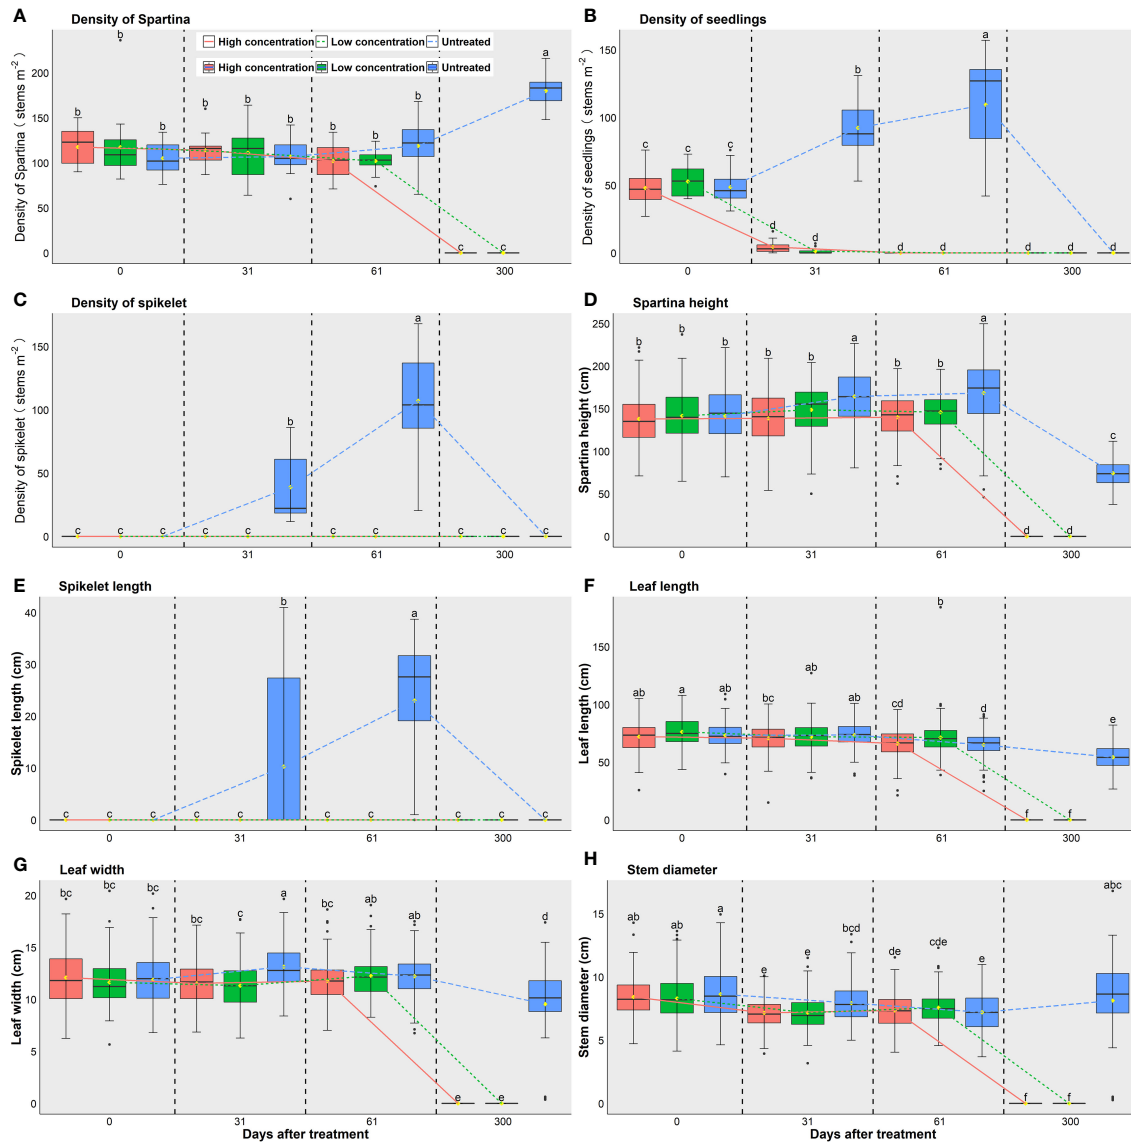 A Density of Spartina
Density of Spartina ( stems m⁻² )
200
150
100
50
0
High concentration Low concentration Untreated
High concentration Low concentration Untreated
b b b b b b b b b a c c
0 31 61 300
B Density of seedlings
Density of seedlings ( stems m⁻² )
150
100
50
0
c c c d d b d d a d d d
0 31 61 300
C Density of spikelet
Density of spikelet ( stems m⁻² )
150
100
50
0
c c c c c b c c a c c c
0 31 61 300
D Spartina height
Spartina height (cm)
250
200
150
100
50
0
b b b b b a b b a d d c
0 31 61 300
E Spikelet length
Spikelet length (cm)
40
30
20
10
0
c c c c c b c c a c c c
0 31 61 300
F Leaf length
Leaf length (cm)
150
100
50
0
ab a ab bc ab ab cd b d f f e
0 31 61 300
G Leaf width
Leaf width (cm)
20
15
10
5
0
bc bc bc bc c a bc ab ab e e d
0 31 61 300
Days after treatment
H Stem diameter
Stem diameter (cm)
15
10
5
0
ab ab a e e bcd de cde e f f abc
0 31 61 300
Days after treatment